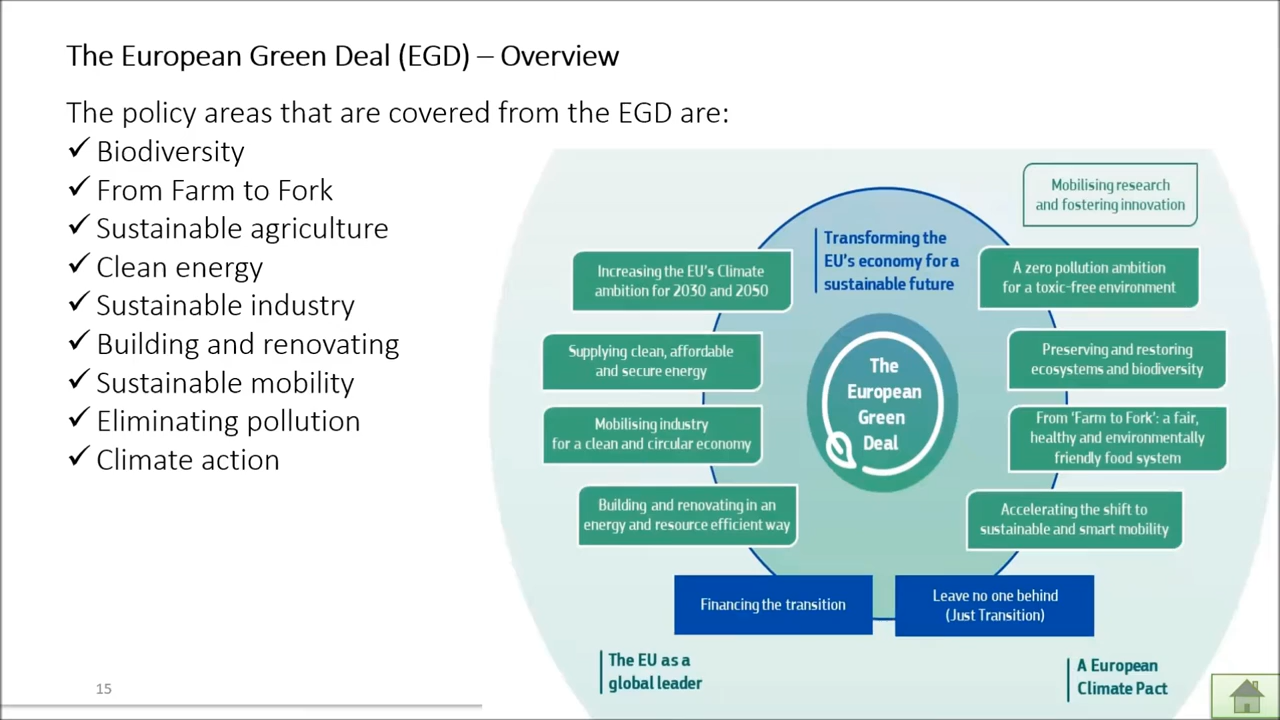 The European Green Deal (EGD) – Overview
The policy areas that are covered from the EGD are:
✓ Biodiversity
✓ From Farm to Fork
✓ Sustainable agriculture
✓ Clean energy
✓ Sustainable industry
✓ Building and renovating
✓ Sustainable mobility
✓ Eliminating pollution
✓ Climate action
Mobilising research
and fostering innovation
Transforming the
EU's economy for a
sustainable future
Increasing the EU's Climate
ambition for 2030 and 2050
A zero pollution ambition
for a toxic-free environment
Supplying clean, affordable
and secure energy
Preserving and restoring
ecosystems and biodiversity
The
European
Green
Deal
Mobilising industry
for a clean and circular economy
From 'Farm to Fork': a fair,
healthy and environmentally
friendly food system
Building and renovating in an
energy and resource efficient way
Accelerating the shift to
sustainable and smart mobility
Financing the transition
Leave no one behind
(Just Transition)
The EU as a
global leader
A European
Climate Pact
15